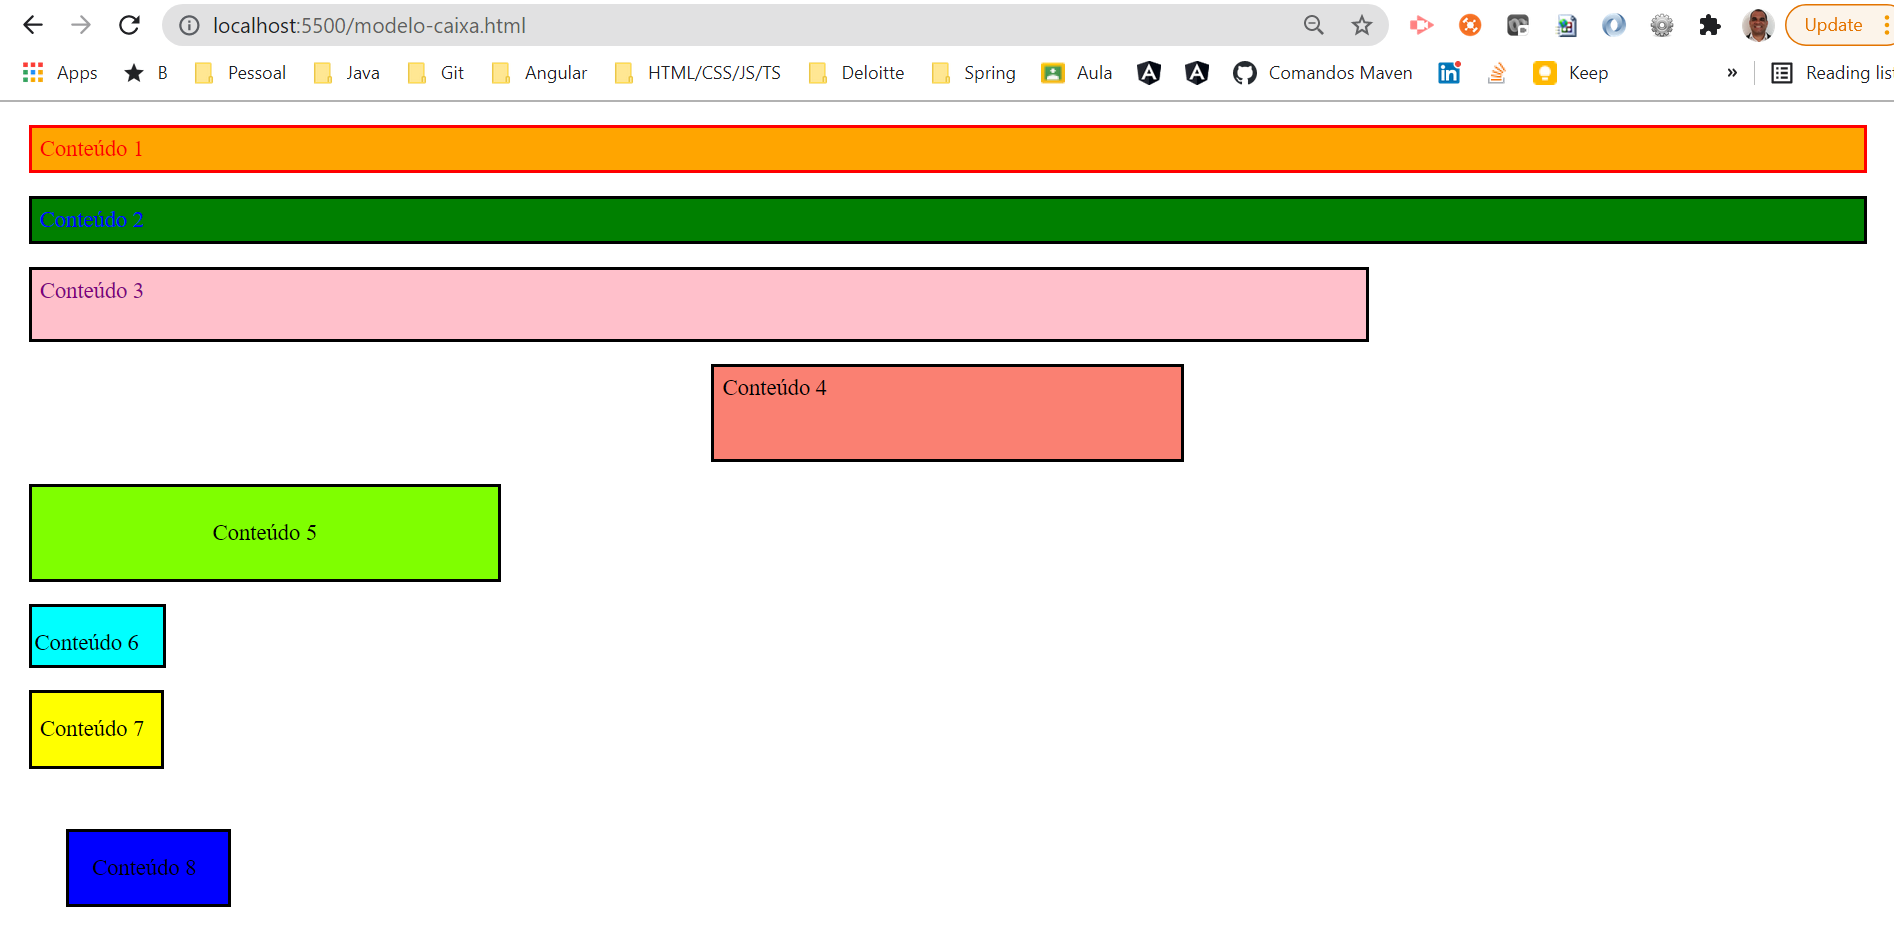 localhost:5500/modelo-caixa.html
Update
Apps B Pessoal Java Git Angular HTML/CSS/JS/TS Deloitte Spring Aula Comandos Maven Keep » Reading list
Conteúdo 1
Conteúdo 2
Conteúdo 3
Conteúdo 4
Conteúdo 5
Conteúdo 6
Conteúdo 7
Conteúdo 8